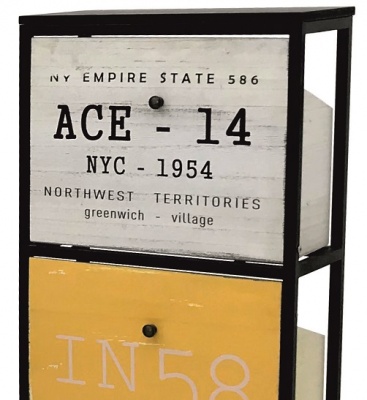 NY EMPIRE STATE 586
ACE - 14
NYC - 1954
NORTHWEST TERRITORIES
greenwich - village
IN58